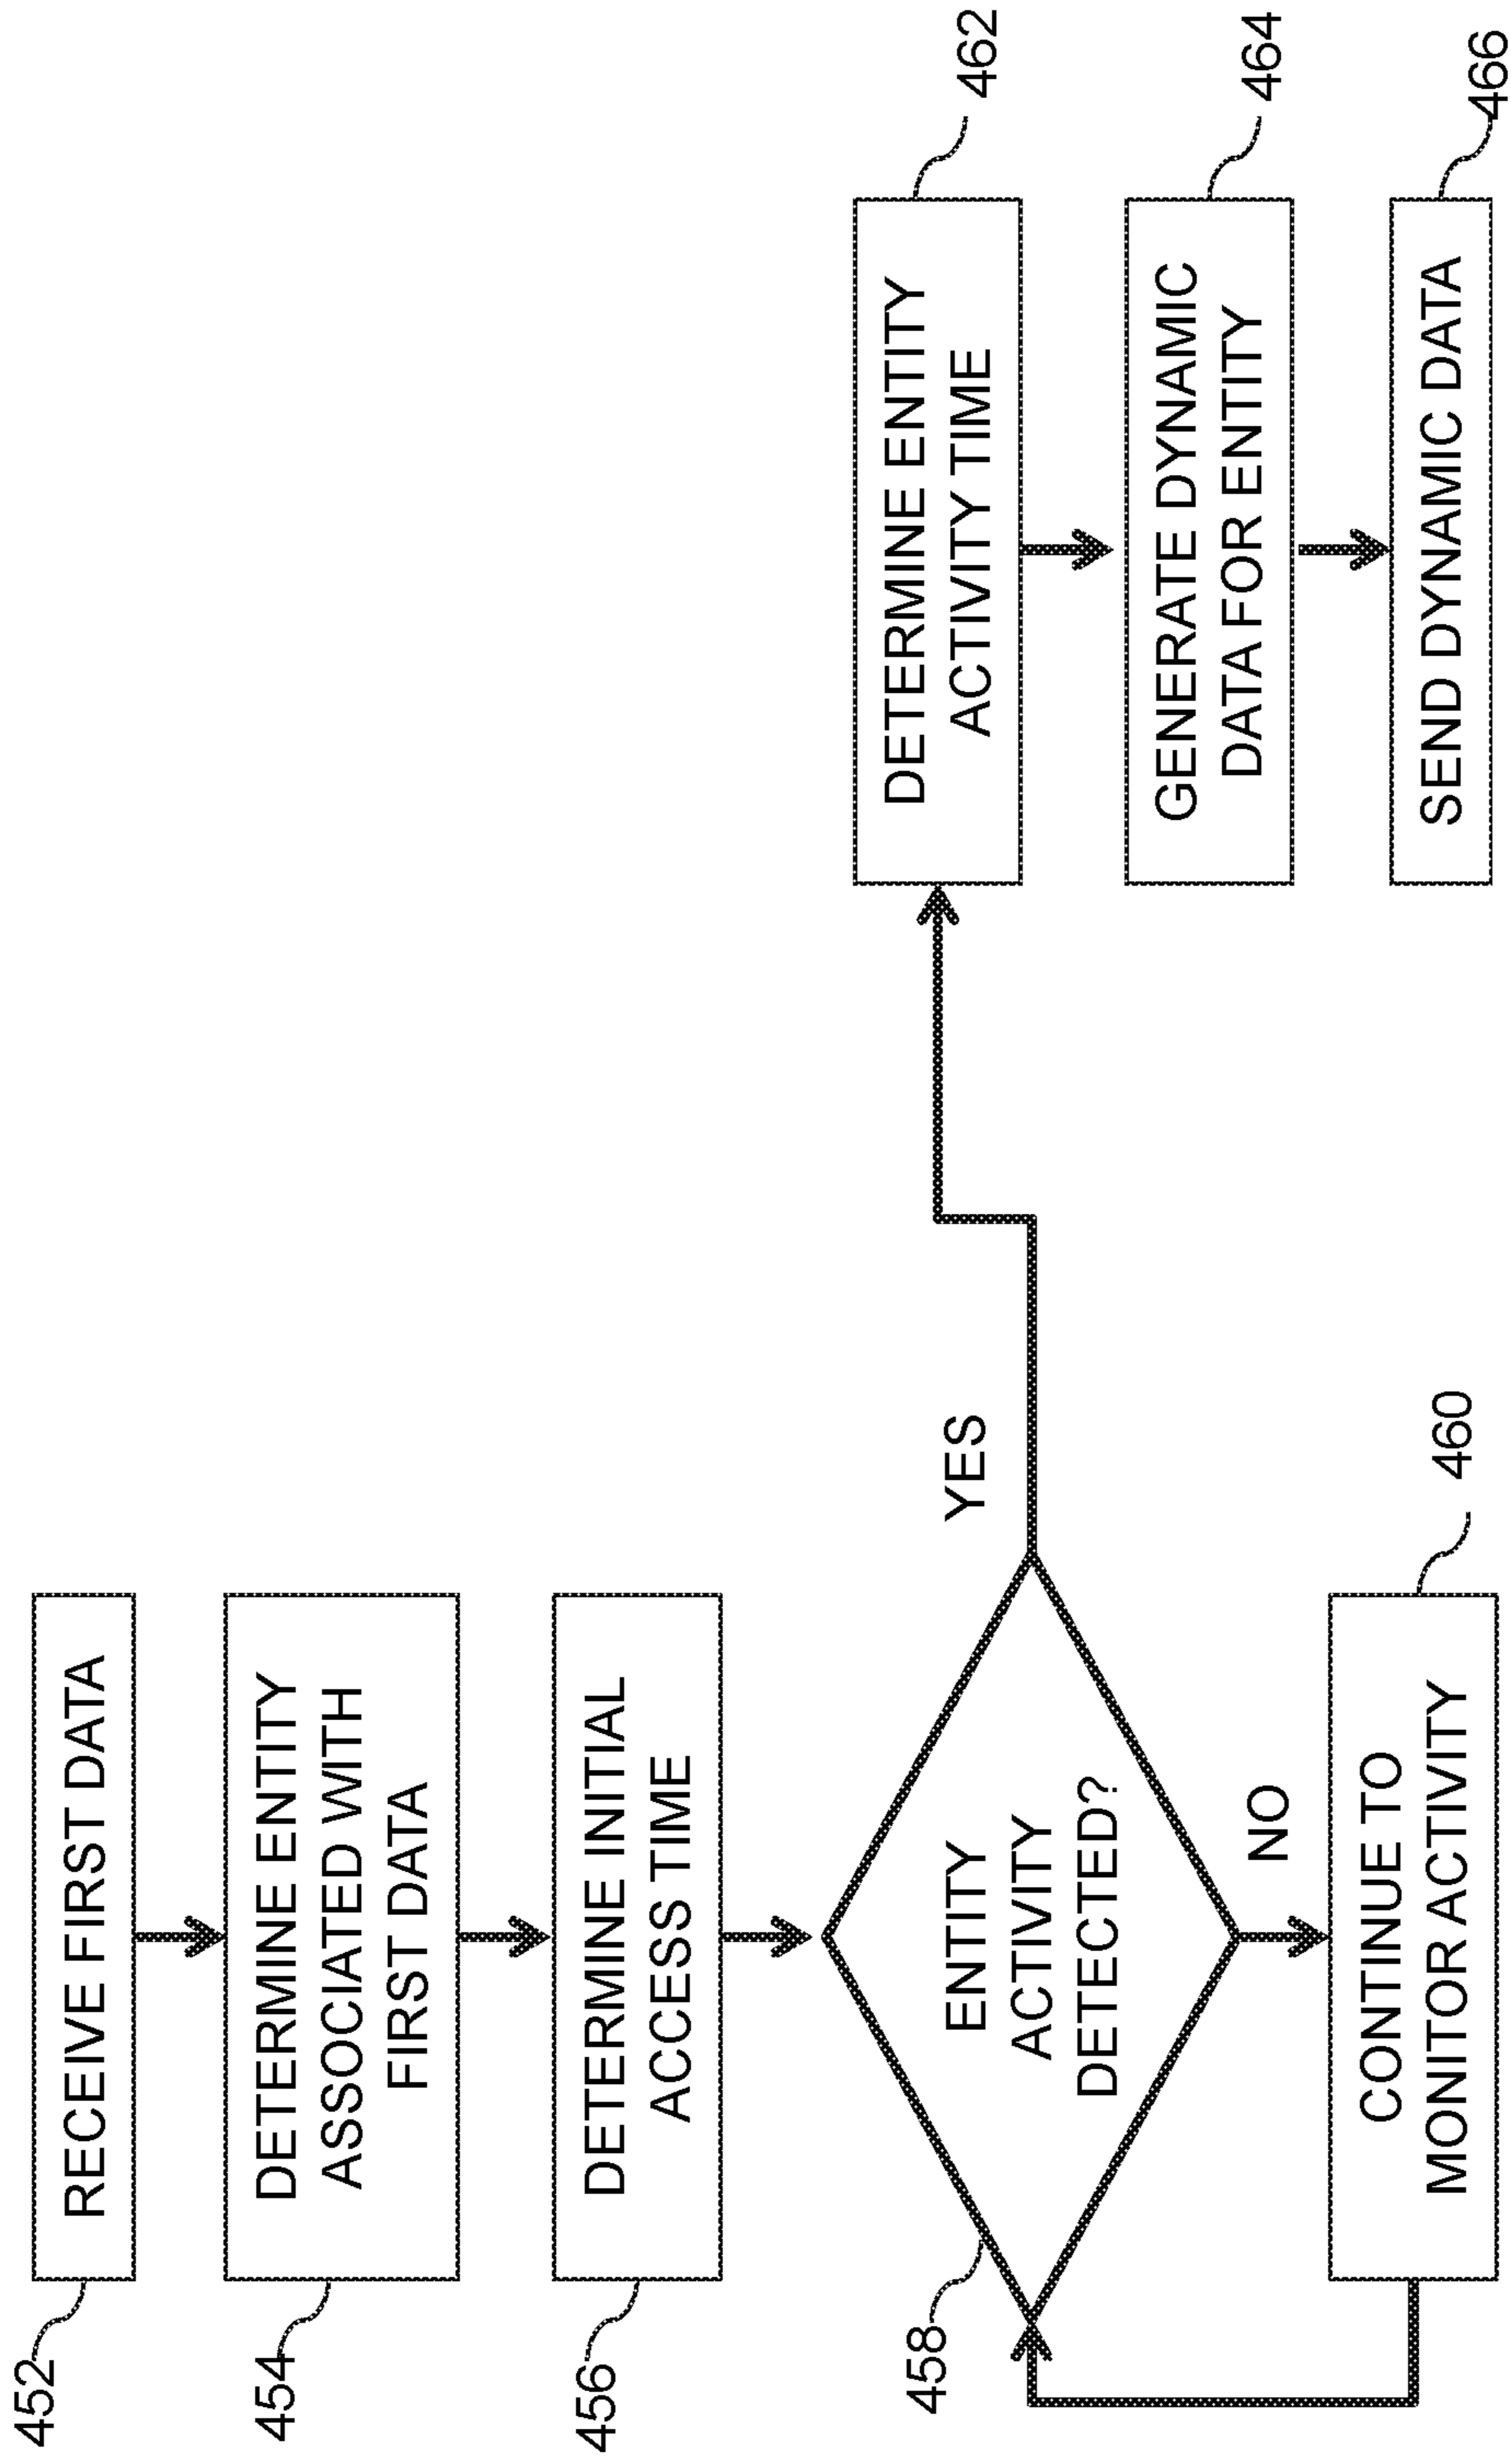 452
RECEIVE FIRST DATA
454
DETERMINE ENTITY
ASSOCIATED WITH
FIRST DATA
456
DETERMINE INITIAL
ACCESS TIME
458
ENTITY
ACTIVITY
DETECTED?
YES
NO
CONTINUE TO
MONITOR ACTIVITY
460
DETERMINE ENTITY
ACTIVITY TIME
462
GENERATE DYNAMIC
DATA FOR ENTITY
464
SEND DYNAMIC DATA
466